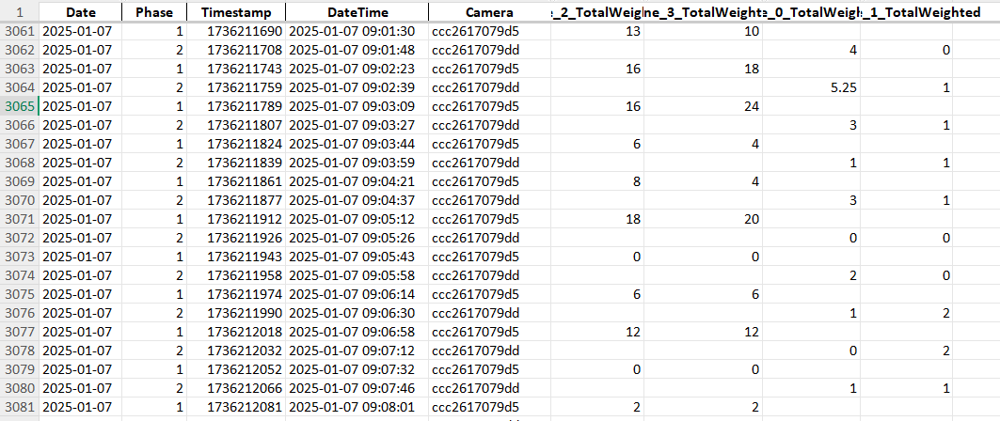 1 Date Phase Timestamp DateTime Camera e_2_TotalWeigh ne_3_TotalWeighte a_0_TotalWeigh _1_TotalWeighted
3061 2025-01-07 1 1736211690 2025-01-07 09:01:30 ccc2617079d5 13 10
3062 2025-01-07 2 1736211708 2025-01-07 09:01:48 ccc2617079dd 4 0
3063 2025-01-07 1 1736211743 2025-01-07 09:02:23 ccc2617079d5 16 18
3064 2025-01-07 2 1736211759 2025-01-07 09:02:39 ccc2617079dd 5.25 1
3065 2025-01-07 1 1736211789 2025-01-07 09:03:09 ccc2617079d5 16 24
3066 2025-01-07 2 1736211807 2025-01-07 09:03:27 ccc2617079dd 3 1
3067 2025-01-07 1 1736211824 2025-01-07 09:03:44 ccc2617079d5 6 4
3068 2025-01-07 2 1736211839 2025-01-07 09:03:59 ccc2617079dd 1 1
3069 2025-01-07 1 1736211861 2025-01-07 09:04:21 ccc2617079d5 8 4
3070 2025-01-07 2 1736211877 2025-01-07 09:04:37 ccc2617079dd 3 1
3071 2025-01-07 1 1736211912 2025-01-07 09:05:12 ccc2617079d5 18 20
3072 2025-01-07 2 1736211926 2025-01-07 09:05:26 ccc2617079dd 0 0
3073 2025-01-07 1 1736211943 2025-01-07 09:05:43 ccc2617079d5 0 0
3074 2025-01-07 2 1736211958 2025-01-07 09:05:58 ccc2617079dd 2 0
3075 2025-01-07 1 1736211974 2025-01-07 09:06:14 ccc2617079d5 6 6
3076 2025-01-07 2 1736211990 2025-01-07 09:06:30 ccc2617079dd 1 2
3077 2025-01-07 1 1736212018 2025-01-07 09:06:58 ccc2617079d5 12 12
3078 2025-01-07 2 1736212032 2025-01-07 09:07:12 ccc2617079dd 0 2
3079 2025-01-07 1 1736212052 2025-01-07 09:07:32 ccc2617079d5 0 0
3080 2025-01-07 2 1736212066 2025-01-07 09:07:46 ccc2617079dd 1 1
3081 2025-01-07 1 1736212081 2025-01-07 09:08:01 ccc2617079d5 2 2